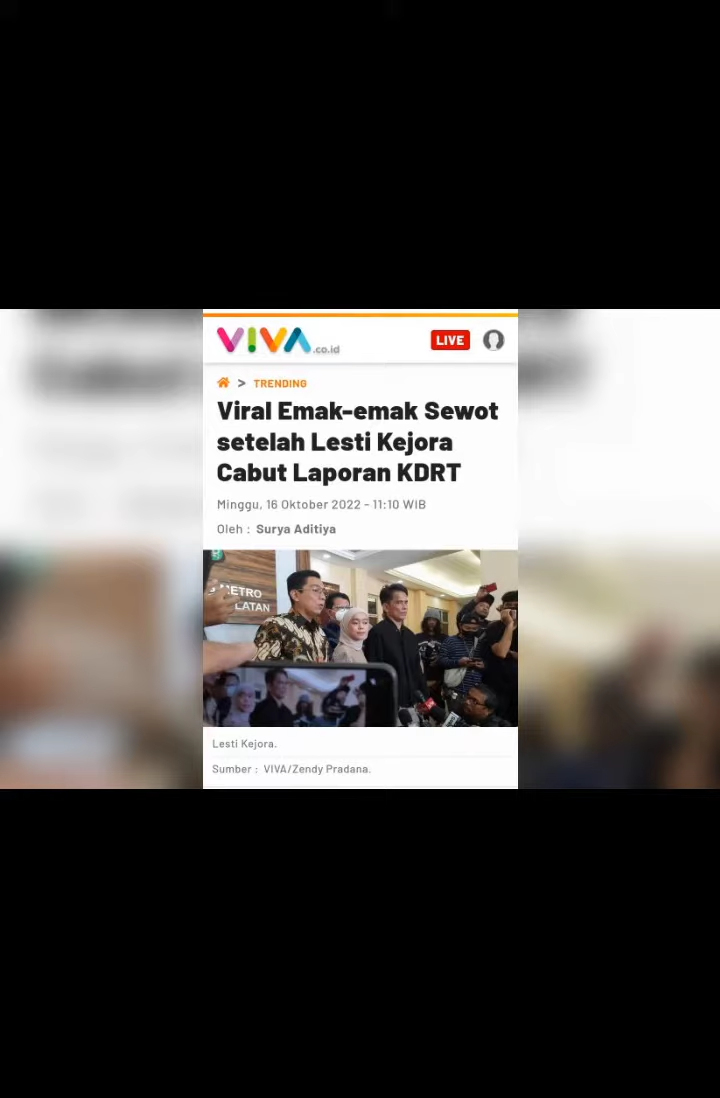 VIVA.co.id
LIVE
> TRENDING
Viral Emak-emak Sewot
setelah Lesti Kejora
Cabut Laporan KDRT
Minggu, 16 Oktober 2022 - 11:10 WIB
Oleh : Surya Aditiya
METRO
LATAN
Lesti Kejora.
Sumber : VIVA/Zendy Pradana.